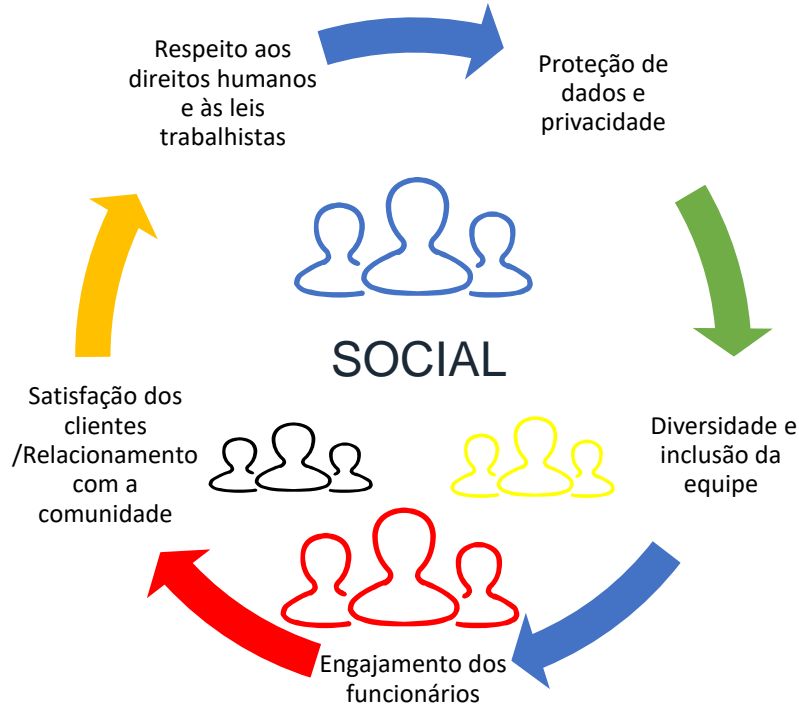 Respeito aos
direitos humanos
e às leis
trabalhistas
Proteção de
dados e
privacidade
SOCIAL
Satisfação dos
clientes
/Relacionamento
com a
comunidade
Diversidade e
inclusão da
equipe
Engajamento dos
funcionários